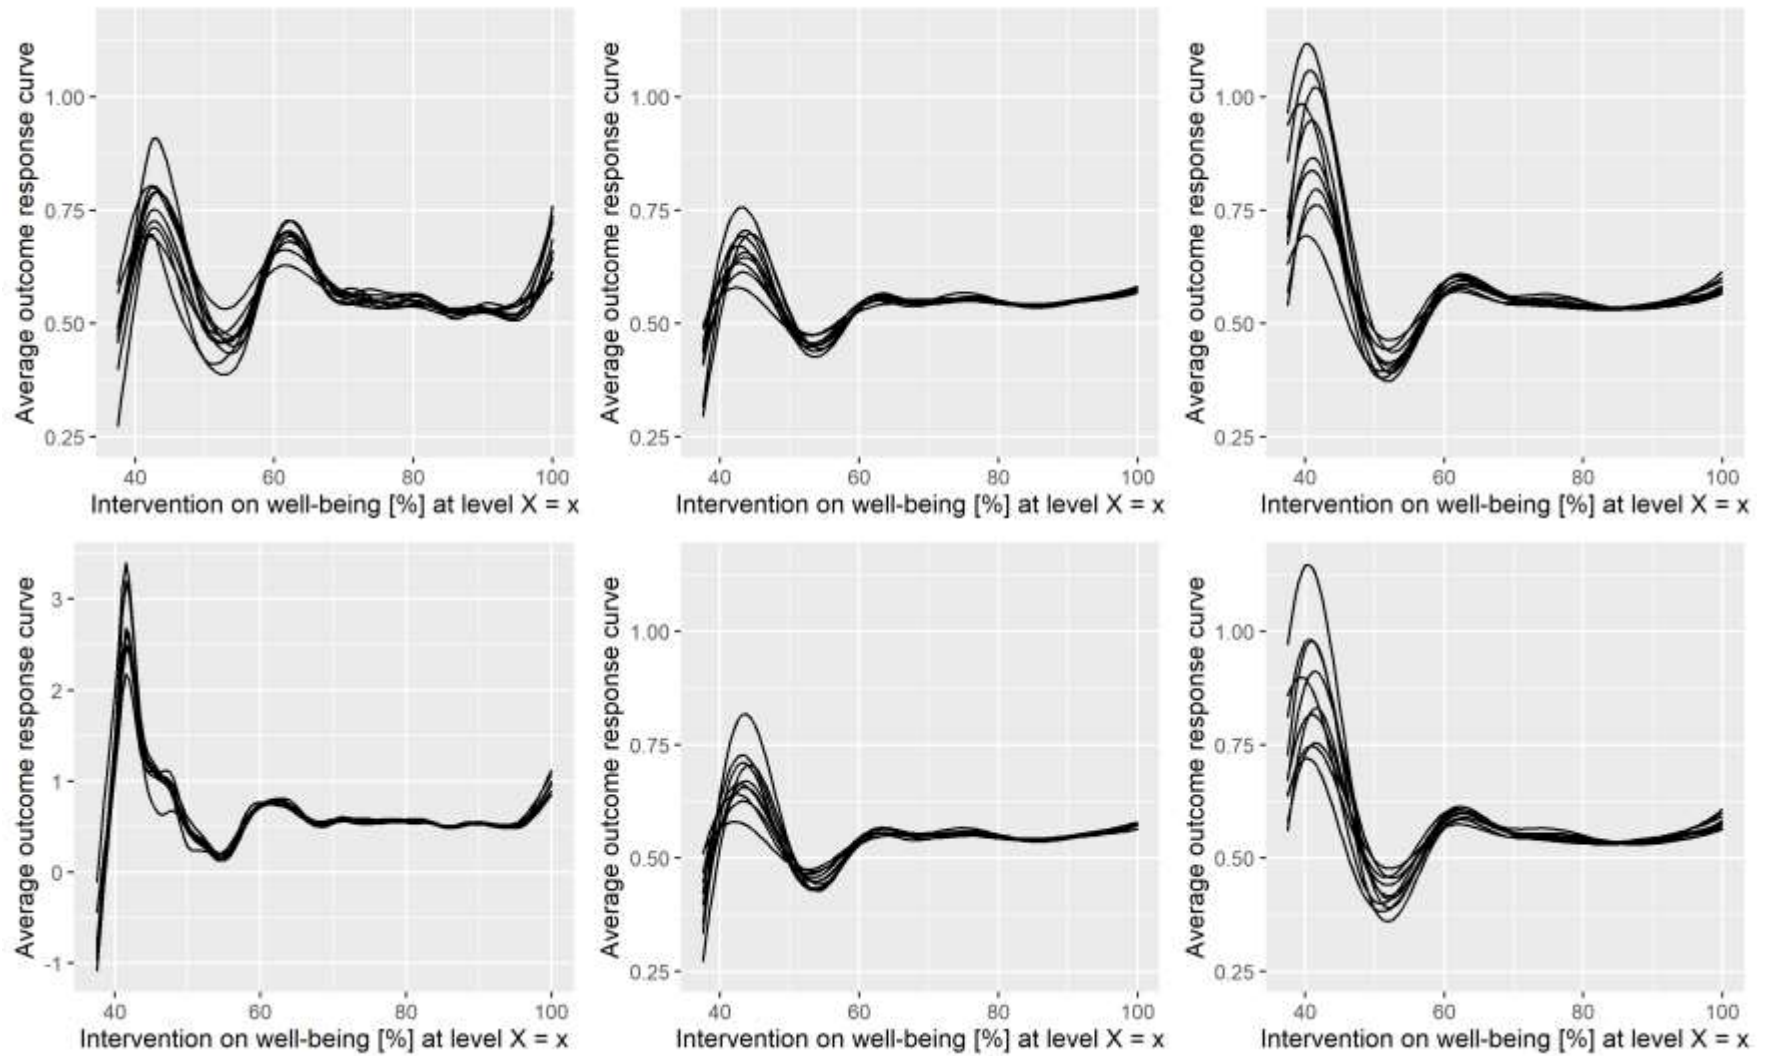 Average outcome response curve
1.00
0.75
0.50
0.25
40 60 80 100
Intervention on well-being [%] at level X = x
Average outcome response curve
1.00
0.75
0.50
0.25
40 60 80 100
Intervention on well-being [%] at level X = x
Average outcome response curve
1.00
0.75
0.50
0.25
40 60 80 100
Intervention on well-being [%] at level X = x
Average outcome response curve
3
2
1
0
-1
40 60 80 100
Intervention on well-being [%] at level X = x
Average outcome response curve
1.00
0.75
0.50
0.25
40 60 80 100
Intervention on well-being [%] at level X = x
Average outcome response curve
1.00
0.75
0.50
0.25
40 60 80 100
Intervention on well-being [%] at level X = x